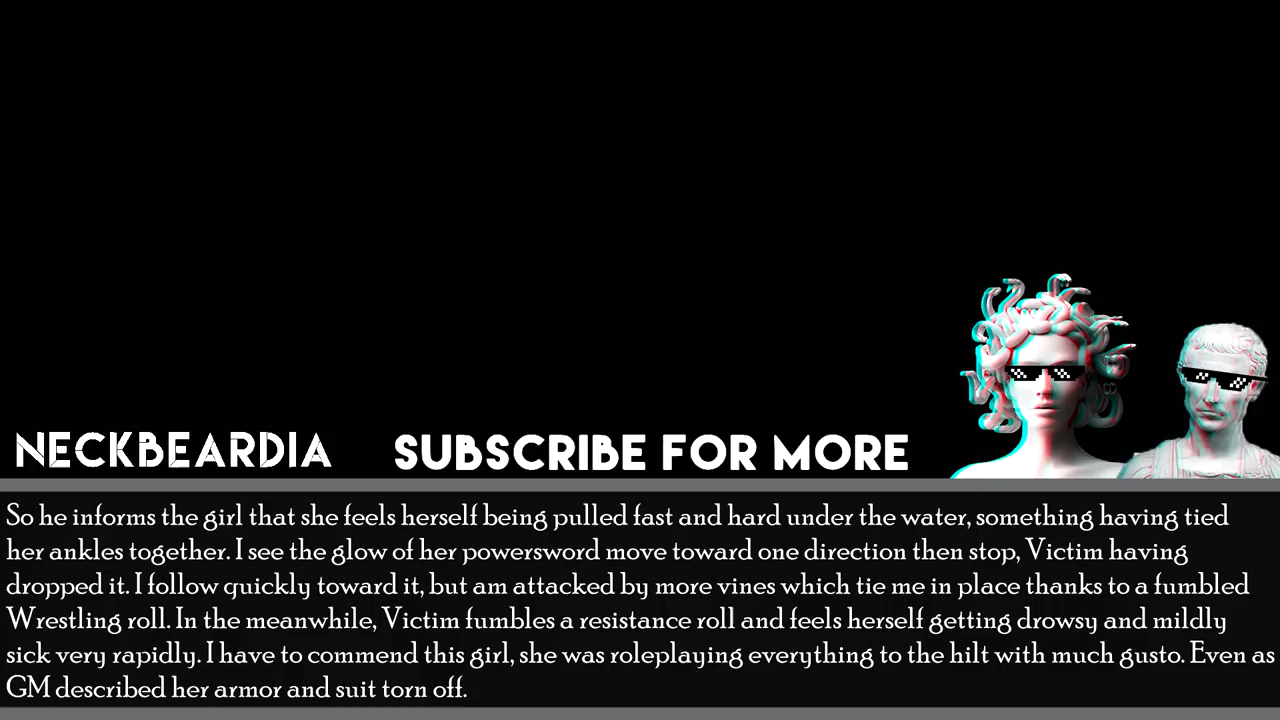 NECKBEARDIA
SUBSCRIBE FOR MORE
So he informs the girl that she feels herself being pulled fast and hard under the water, something having tied
her ankles together. I see the glow of her powersword move toward one direction then stop, Victim having
dropped it. I follow quickly toward it, but am attacked by more vines which tie me in place thanks to a fumbled
Wrestling roll. In the meanwhile, Victim fumbles a resistance roll and feels herself getting drowsy and mildly
sick very rapidly. I have to commend this girl, she was roleplaying everything to the hilt with much gusto. Even as
GM described her armor and suit torn off.